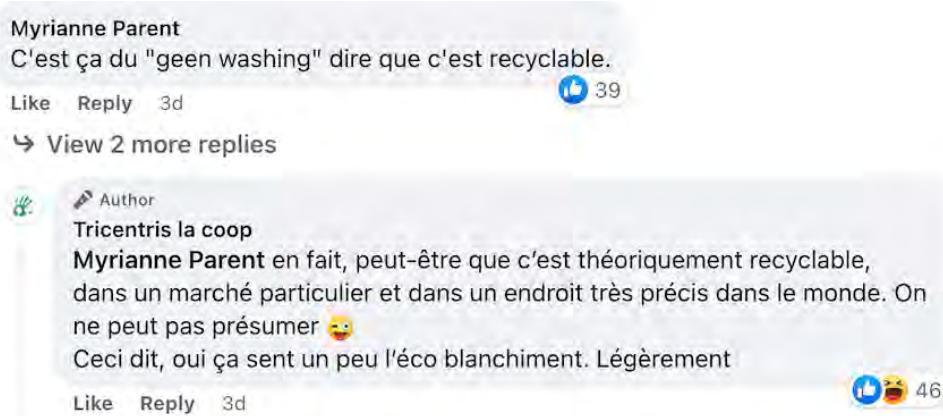 Myrianne Parent
C'est ça du "geen washing" dire que c'est recyclable.
Like Reply 3d
39
View 2 more replies
Author
Tricentris la coop
Myrianne Parent en fait, peut-être que c’est théoriquement recyclable,
dans un marché particulier et dans un endroit très précis dans le monde. On
ne peut pas présumer 😜
Ceci dit, oui ça sent un peu l’éco blanchiment. Légèrement
46
Like Reply 3d